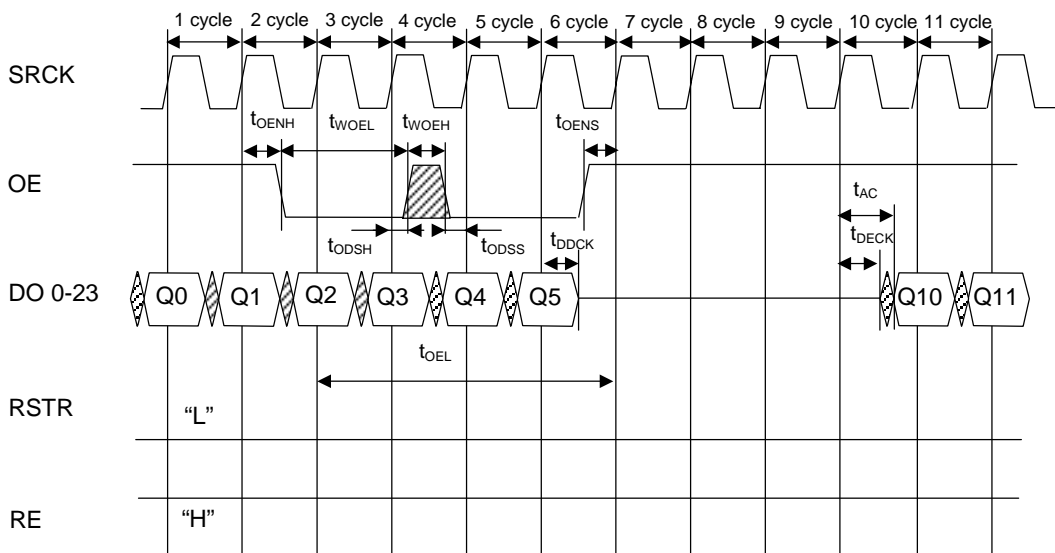 1 cycle 2 cycle 3 cycle 4 cycle 5 cycle 6 cycle 7 cycle 8 cycle 9 cycle 10 cycle 11 cycle
SRCK
tOENH tWOEL tWOEH tOENS
OE
tAC
tODSH tODSS tDDCK tDECK
DO 0-23 Q0 Q1 Q2 Q3 Q4 Q5 Q10 Q11
tOEL
RSTR “L”
RE “H”